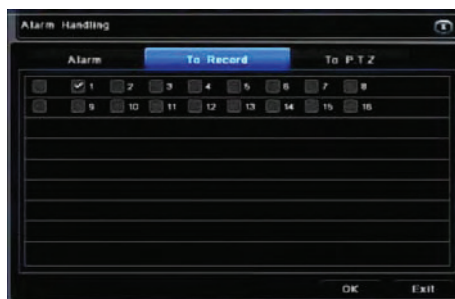 Alarm Handling
Alarm To Record To P.T.Z
1 2 3 4 5 6 7 8
9 10 11 12 13 14 15 16
OK Exit